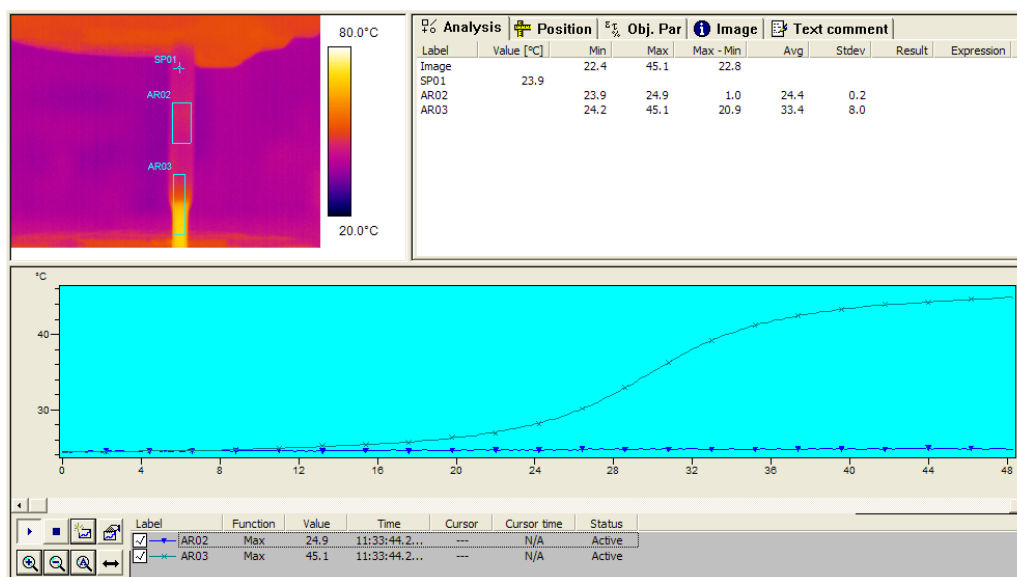 80.0°C
SP01
AR02
AR03
20.0°C
Analysis Position Obj. Par Image Text comment
Label Value [°C] Min Max Max - Min Avg Stdev Result Expression
Image 22.4 45.1 22.8
SP01 23.9
AR02 23.9 24.9 1.0 24.4 0.2
AR03 24.2 45.1 20.9 33.4 8.0
°C
40
30
0 4 8 12 16 20 24 28 32 36 40 44 48
Label Function Value Time Cursor Cursor time Status
AR02 Max 24.9 11:33:44.2... --- N/A Active
AR03 Max 45.1 11:33:44.2... --- N/A Active